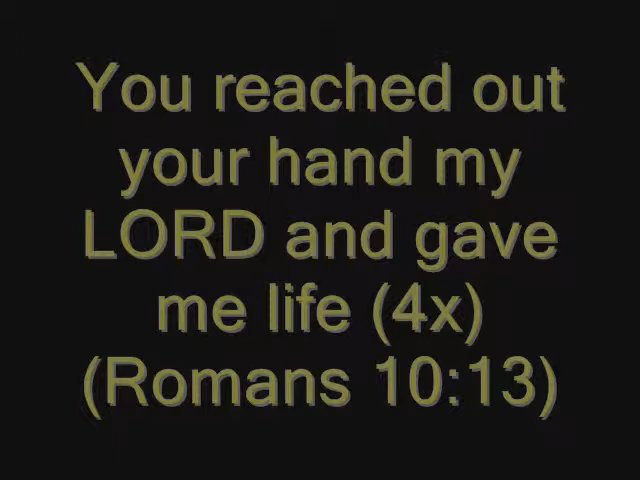 You reached out
your hand my
LORD and gave
me life (4x)
(Romans 10:13)